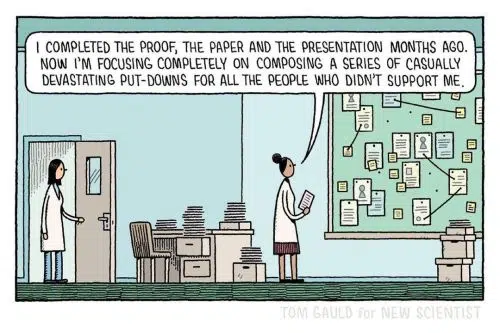 I COMPLETED THE PROOF, THE PAPER AND THE PRESENTATION MONTHS AGO.
NOW I'M FOCUSING COMPLETELY ON COMPOSING A SERIES OF CASUALLY
DEVASTATING PUT-DOWNS FOR ALL THE PEOPLE WHO DIDN'T SUPPORT ME.
TOM GAULD for NEW SCIENTIST